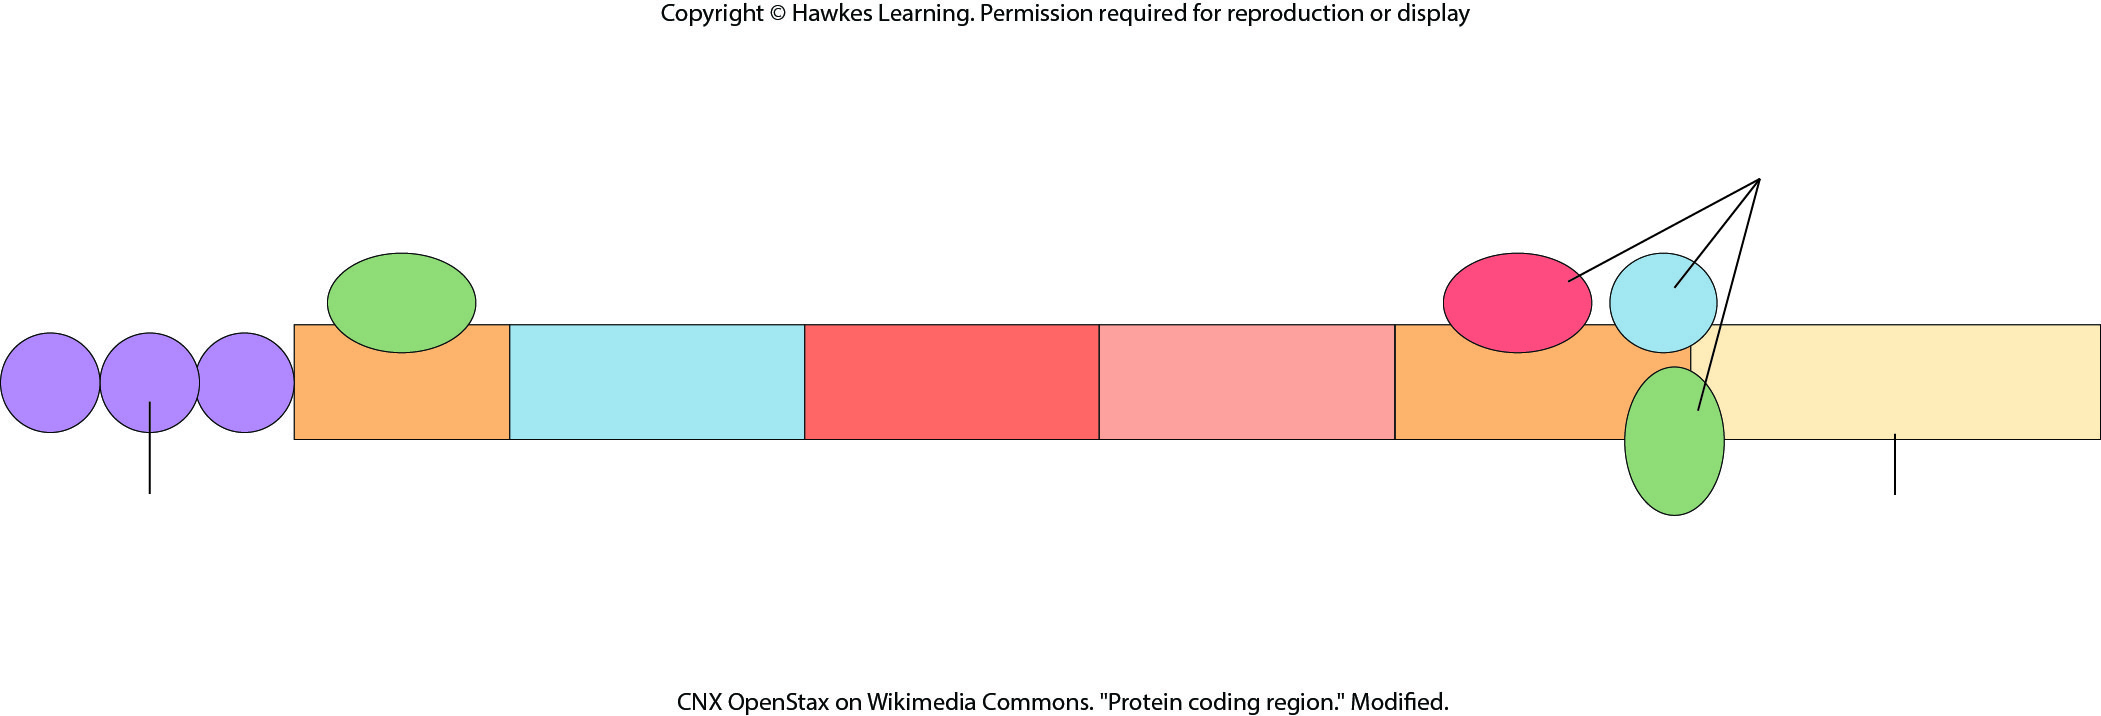 Copyright © Hawkes Learning. Permission required for reproduction or display
CNX OpenStax on Wikimedia Commons. "Protein coding region." Modified.